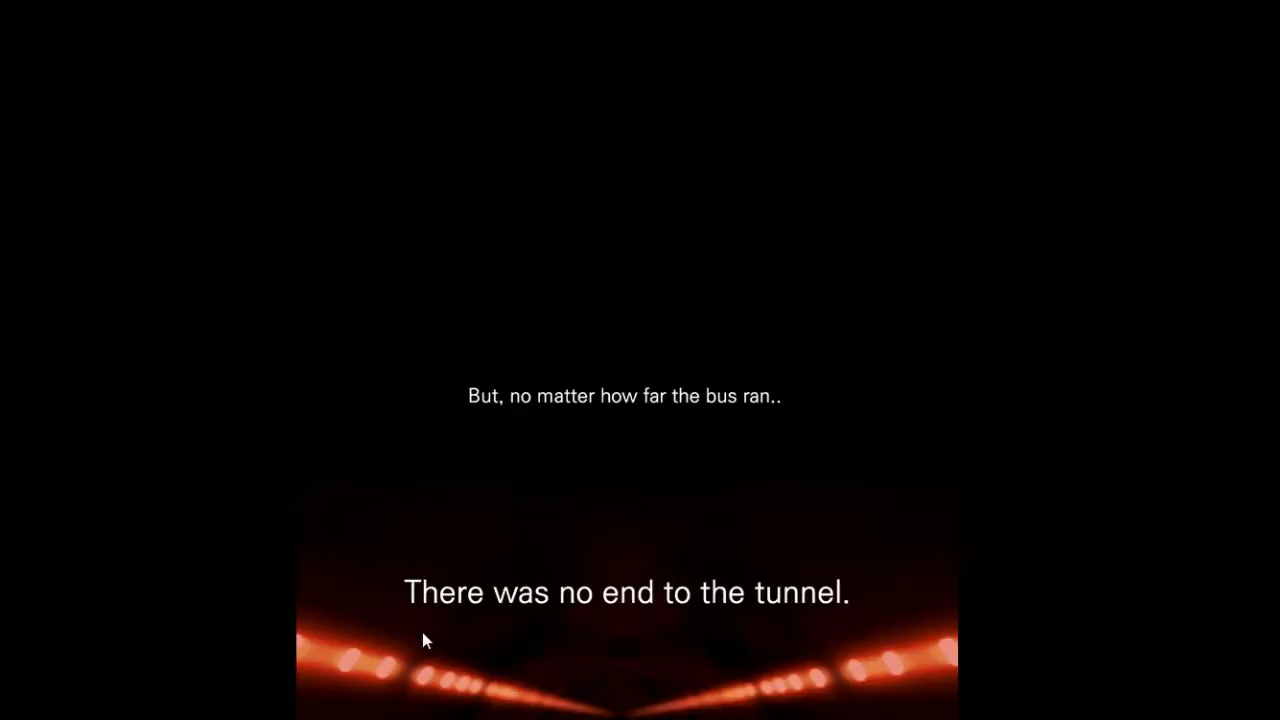 But, no matter how far the bus ran..
There was no end to the tunnel.